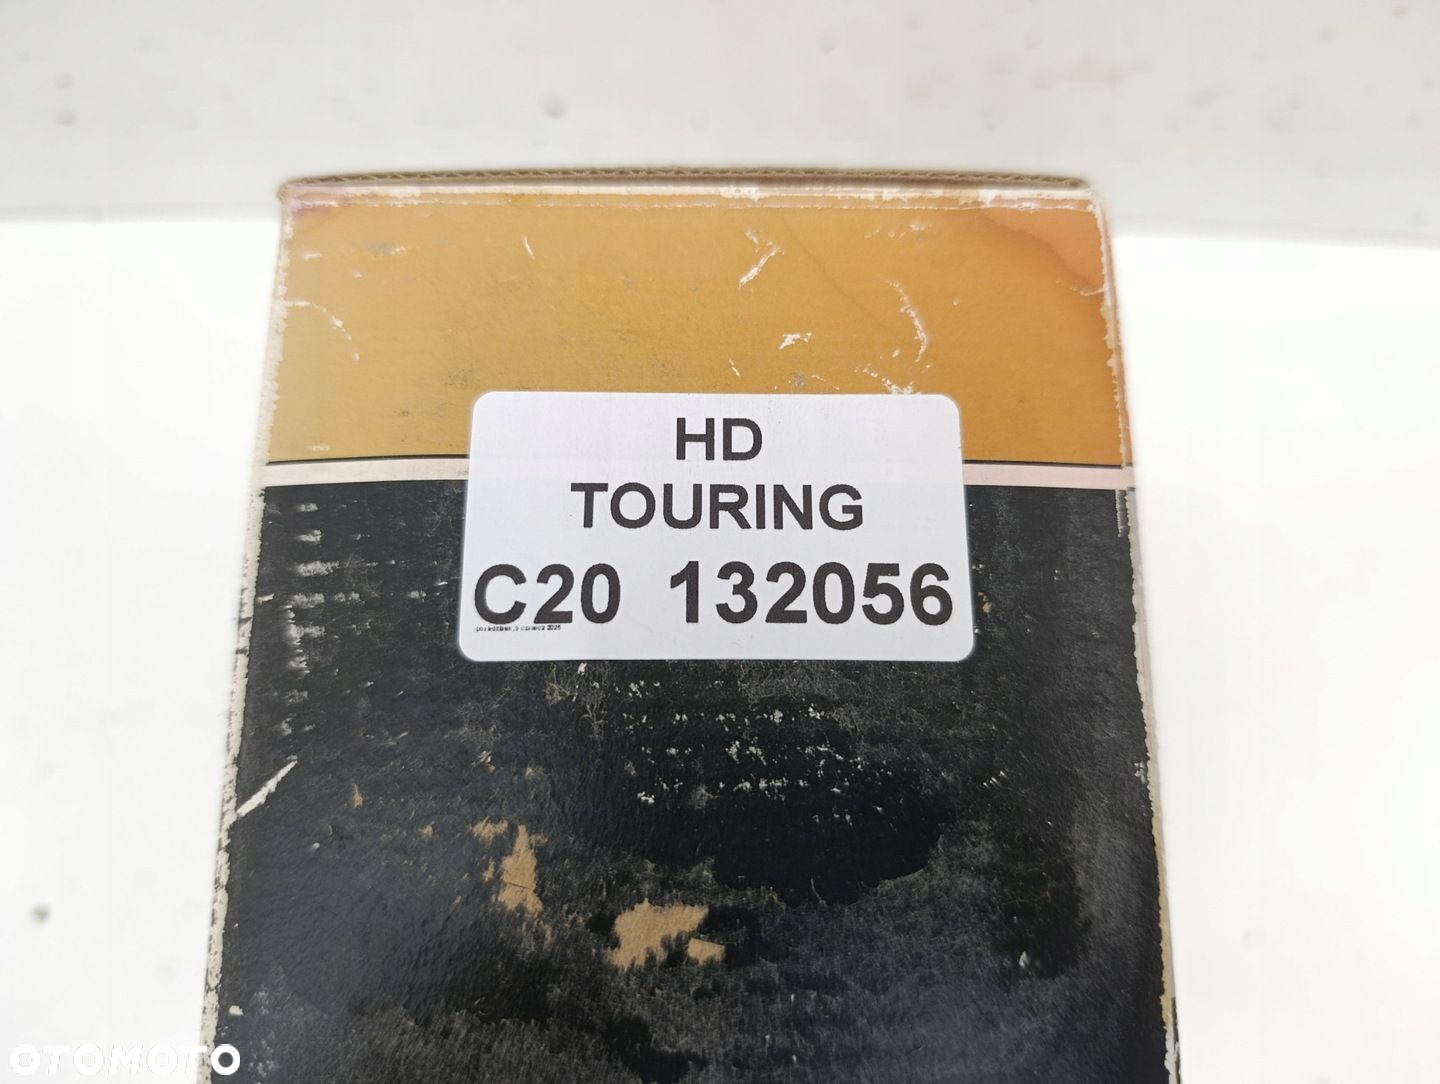 HD
TOURING
C20 132056
OTOMOTO